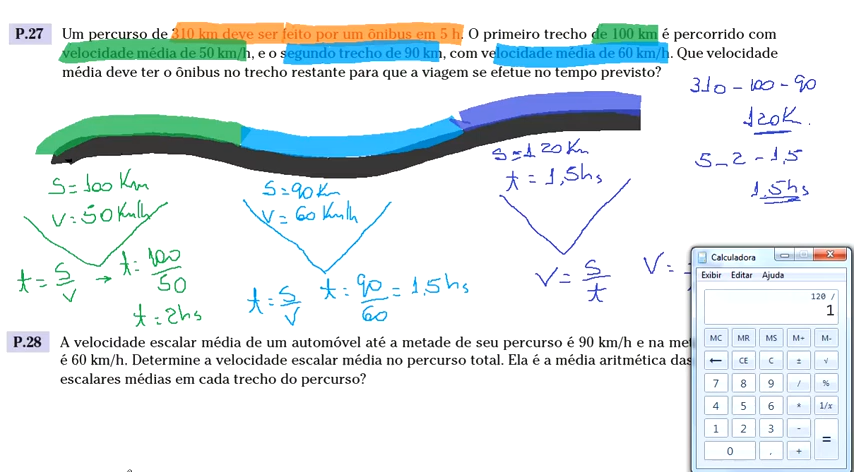 P.27 Um percurso de 310 km deve ser feito por um ônibus em 5 h. O primeiro trecho de 100 km é percorrido com
velocidade média de 50 km/h, e o segundo trecho de 90 km, com velocidade média de 60 km/h. Que velocidade
média deve ter o ônibus no trecho restante para que a viagem se efetue no tempo previsto?
310 - 100 - 90
120 Km.
5 - 2 - 1,5
1,5hs
S = 100 Km
V = 50 Km/h
t = S/V → t = 100/50
t = 2hs
S = 90 Km
V = 60 Km/h
t = S/V t = 90/60 = 1,5hs
S = 120 Km
t = 1,5hs
V = S/t V =
Calculadora
Exibir Editar Ajuda
120 /
1
MC MR MS M+ M-
← CE C ± √
7 8 9 / %
4 5 6 * 1/x
1 2 3 - =
0 . +
P.28 A velocidade escalar média de um automóvel até a metade de seu percurso é 90 km/h e na
é 60 km/h. Determine a velocidade escalar média no percurso total. Ela é a média aritmética das
escalares médias em cada trecho do percurso?